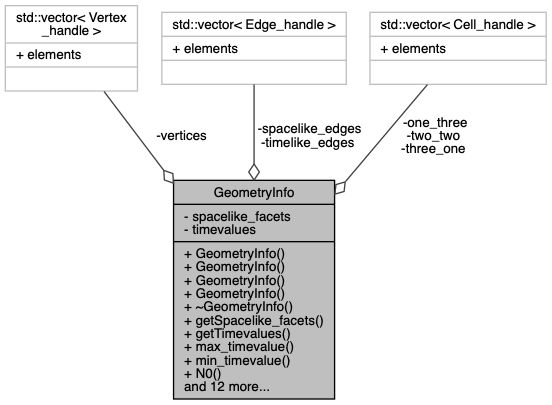 std::vector< Vertex
_handle >
+ elements
std::vector< Edge_handle >
+ elements
std::vector< Cell_handle >
+ elements
-vertices
-spacelike_edges
-timelike_edges
-one_three
-two_two
-three_one
GeometryInfo
- spacelike_facets
- timevalues
+ GeometryInfo()
+ GeometryInfo()
+ GeometryInfo()
+ GeometryInfo()
+ ~GeometryInfo()
+ getSpacelike_facets()
+ getTimevalues()
+ max_timevalue()
+ min_timevalue()
+ N0()
and 12 more...